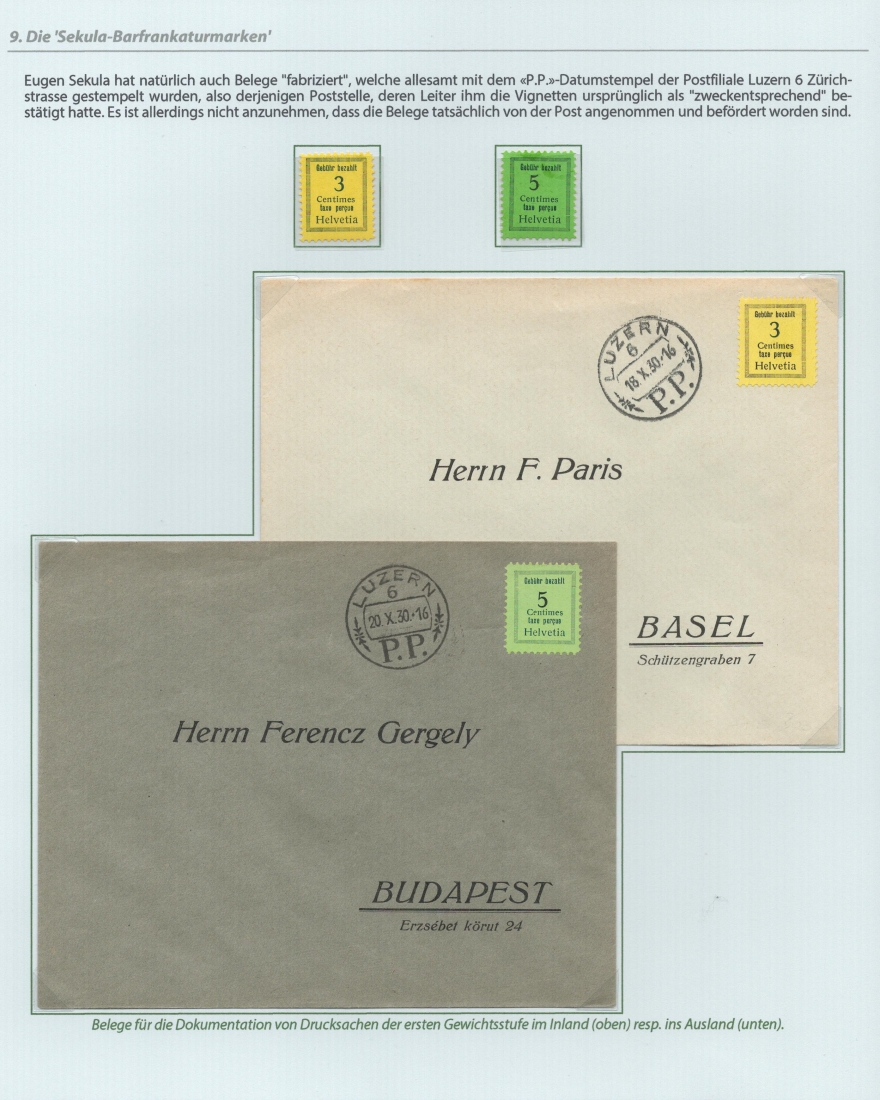 9. Die 'Sekula-Barfrankaturmarken'
Eugen Sekula hat natürlich auch Belege "fabriziert", welche allesamt mit dem «P.P.»-Datumstempel der Postfiliale Luzern 6 Zürich-
strasse gestempelt wurden, also derjenigen Poststelle, deren Leiter ihm die Vignetten ursprünglich als "zweckentsprechend" be-
stätigt hatte. Es ist allerdings nicht anzunehmen, dass die Belege tatsächlich von der Post angenommen und befördert worden sind.
Gebühr bezahlt
3
Centimes
taxe perçue
Helvetia
Gebühr bezahlt
5
Centimes
taxe perçue
Helvetia
LUZERN
6
18.X.30.-16
P.P.
Gebühr bezahlt
3
Centimes
taxe perçue
Helvetia
Herrn F. Paris
BASEL
Schützengraben 7
LUZERN
6
20.X.30.-16
P.P.
Gebühr bezahlt
5
Centimes
taxe perçue
Helvetia
Herrn Ferencz Gergely
BUDAPEST
Erzsébet körut 24
Belege für die Dokumentation von Drucksachen der ersten Gewichtsstufe im Inland (oben) resp. ins Ausland (unten).